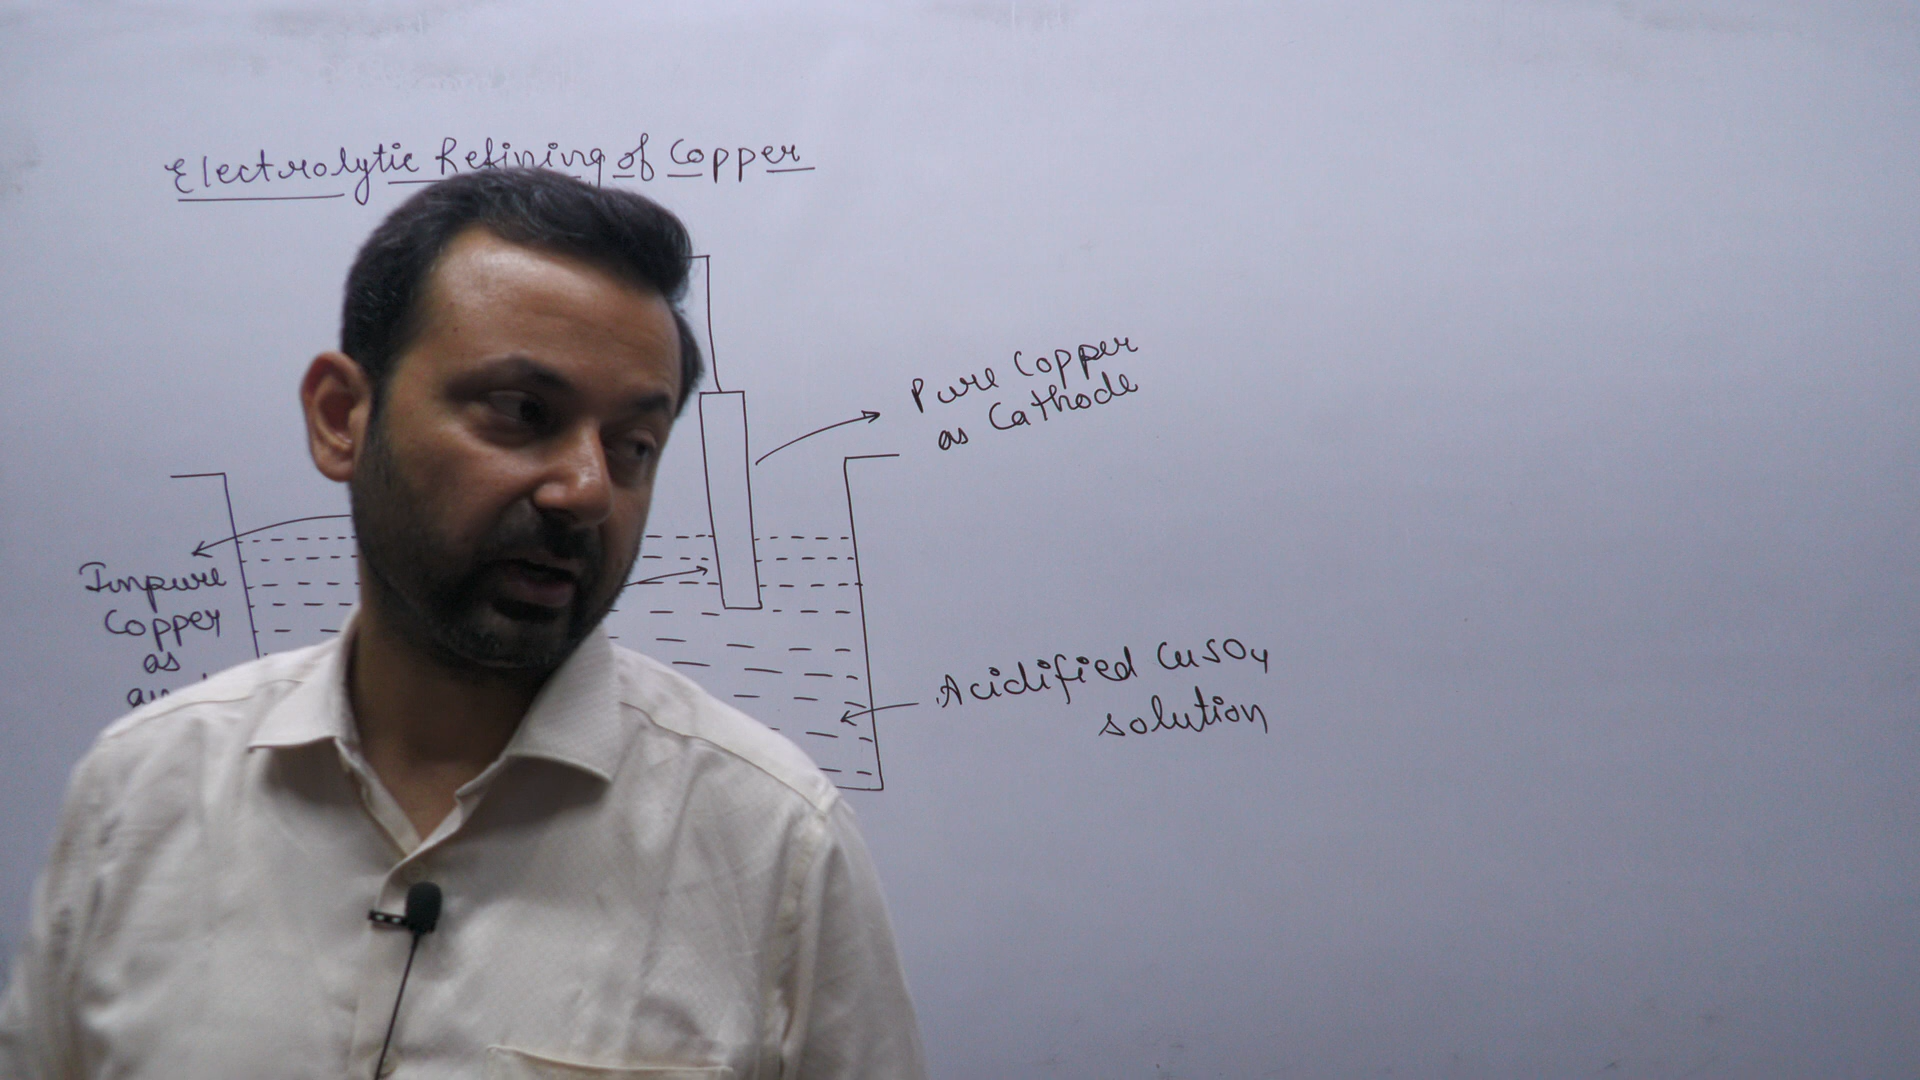 Electrolytic Refining of Copper
Pure Copper
as Cathode
Impure
Copper
as
Acidified CuSO4
solution